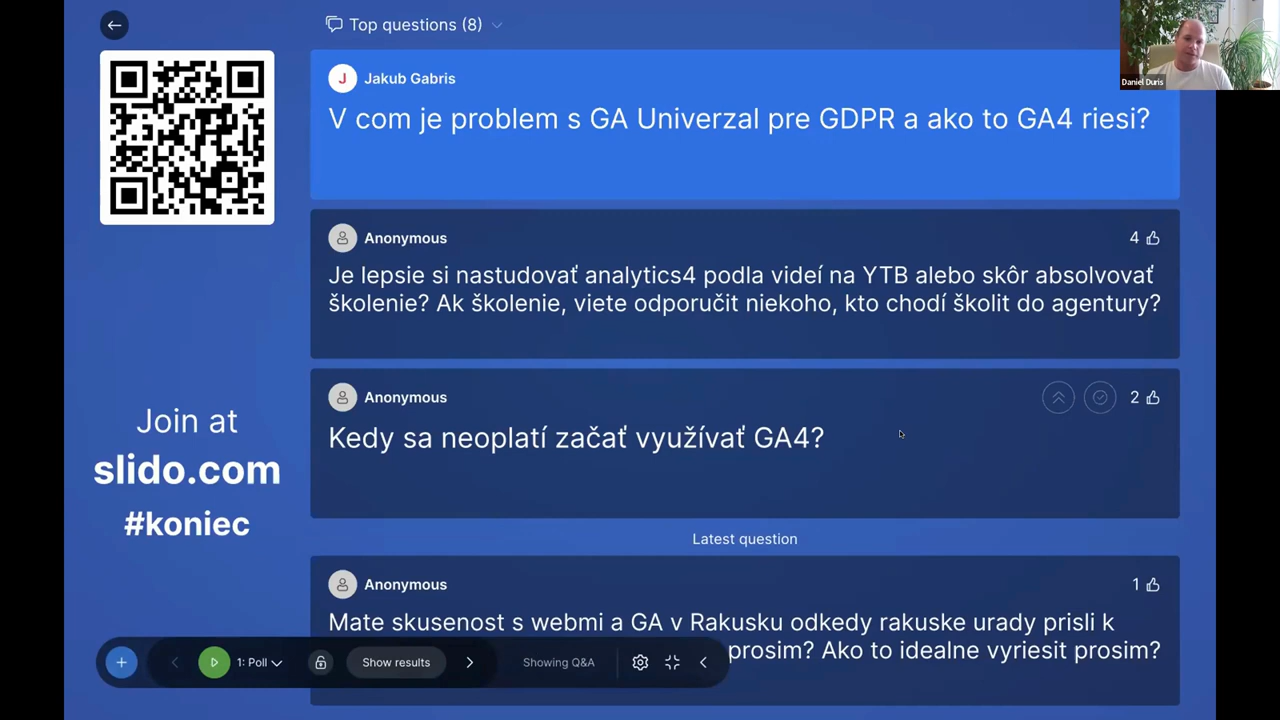 Top questions (8)
Daniel Duris
J
Jakub Gabris
V com je problem s GA Univerzal pre GDPR a ako to GA4 riesi?
Anonymous
4
Je lepsie si nastudovať analytics4 podla videí na YTB alebo skôr absolvovať
školenie? Ak školenie, viete odporučit niekoho, kto chodí školit do agentury?
Anonymous
2
Kedy sa neoplatí začať využívať GA4?
Join at
slido.com
#koniec
Latest question
Anonymous
1
Mate skusenost s webmi a GA v Rakusku odkedy rakuske urady prisli k
prosim? Ako to idealne vyriesit prosim?
1: Poll
Show results
Showing Q&A